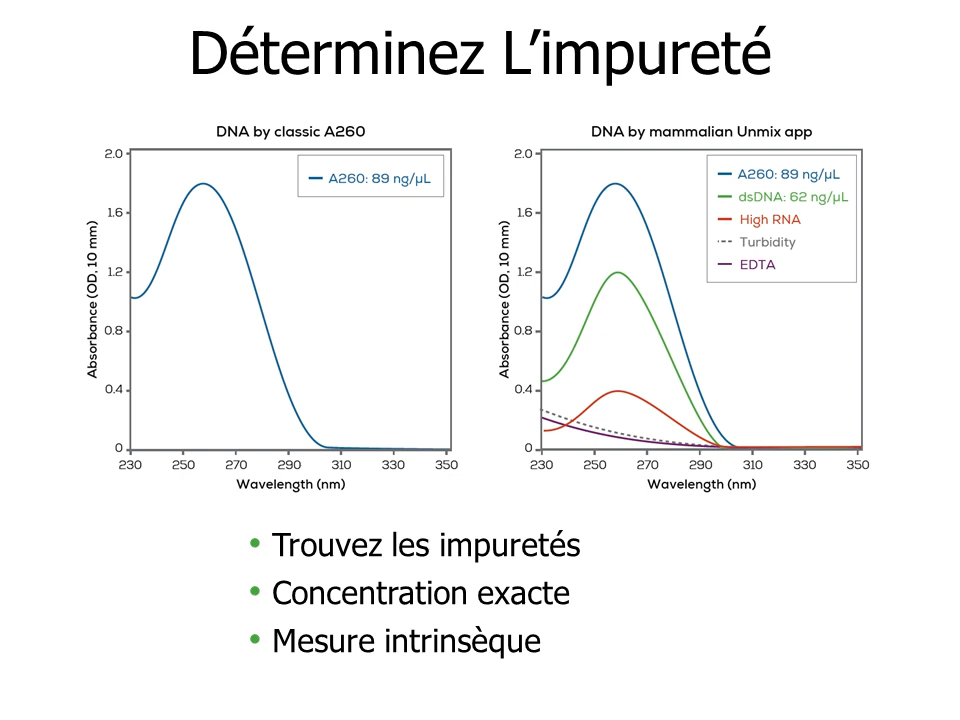 Déterminez L’impureté
DNA by classic A260
2.0
1.6
1.2
0.8
0.4
0
Absorbance (OD, 10 mm)
A260: 89 ng/µL
230 250 270 290 310 330 350
Wavelength (nm)
DNA by mammalian Unmix app
2.0
1.6
1.2
0.8
0.4
0
Absorbance (OD, 10 mm)
A260: 89 ng/µL
dsDNA: 62 ng/µL
High RNA
Turbidity
EDTA
230 250 270 290 310 330 350
Wavelength (nm)
• Trouvez les impuretés
• Concentration exacte
• Mesure intrinsèque